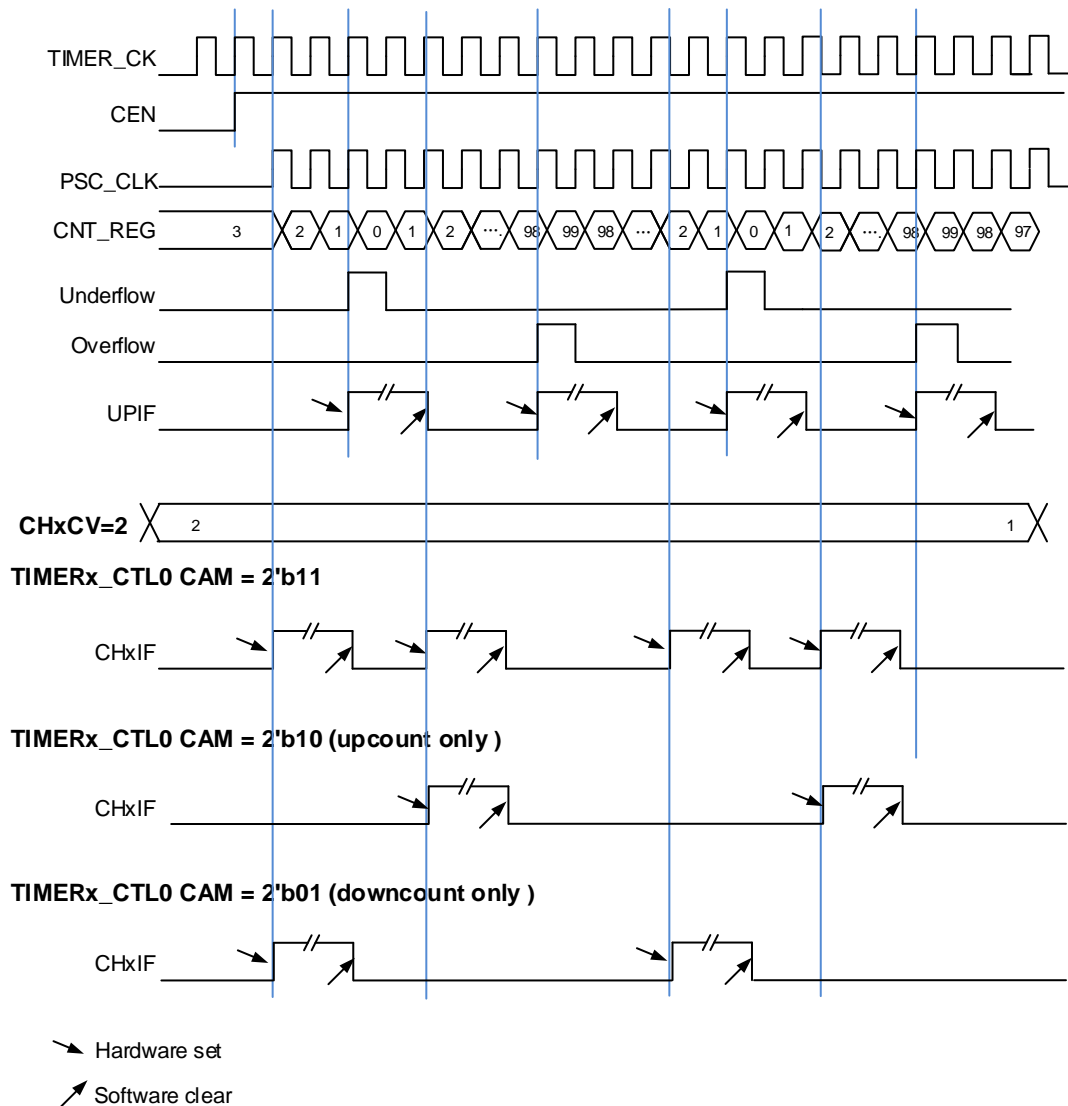 TIMER_CK
CEN
PSC_CLK
CNT_REG 3 2 1 0 1 2 .... 98 99 98 ... 2 1 0 1 2 .... 98 99 98 97
Underflow
Overflow
UPIF
CHxCV=2 2 1
TIMERx_CTL0 CAM = 2'b11
CHxIF
TIMERx_CTL0 CAM = 2'b10 (upcount only )
CHxIF
TIMERx_CTL0 CAM = 2'b01 (downcount only )
CHxIF
Hardware set
Software clear